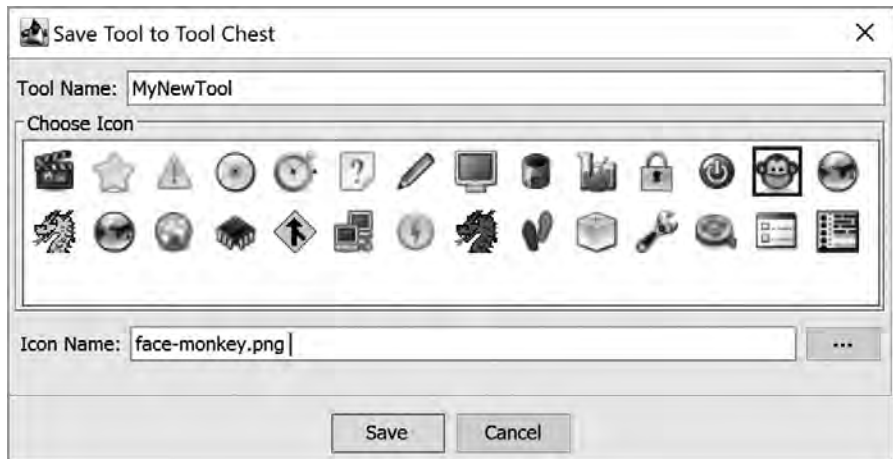 Save Tool to Tool Chest
Tool Name: MyNewTool
Choose Icon
?
Icon Name: face-monkey.png
...
Save Cancel